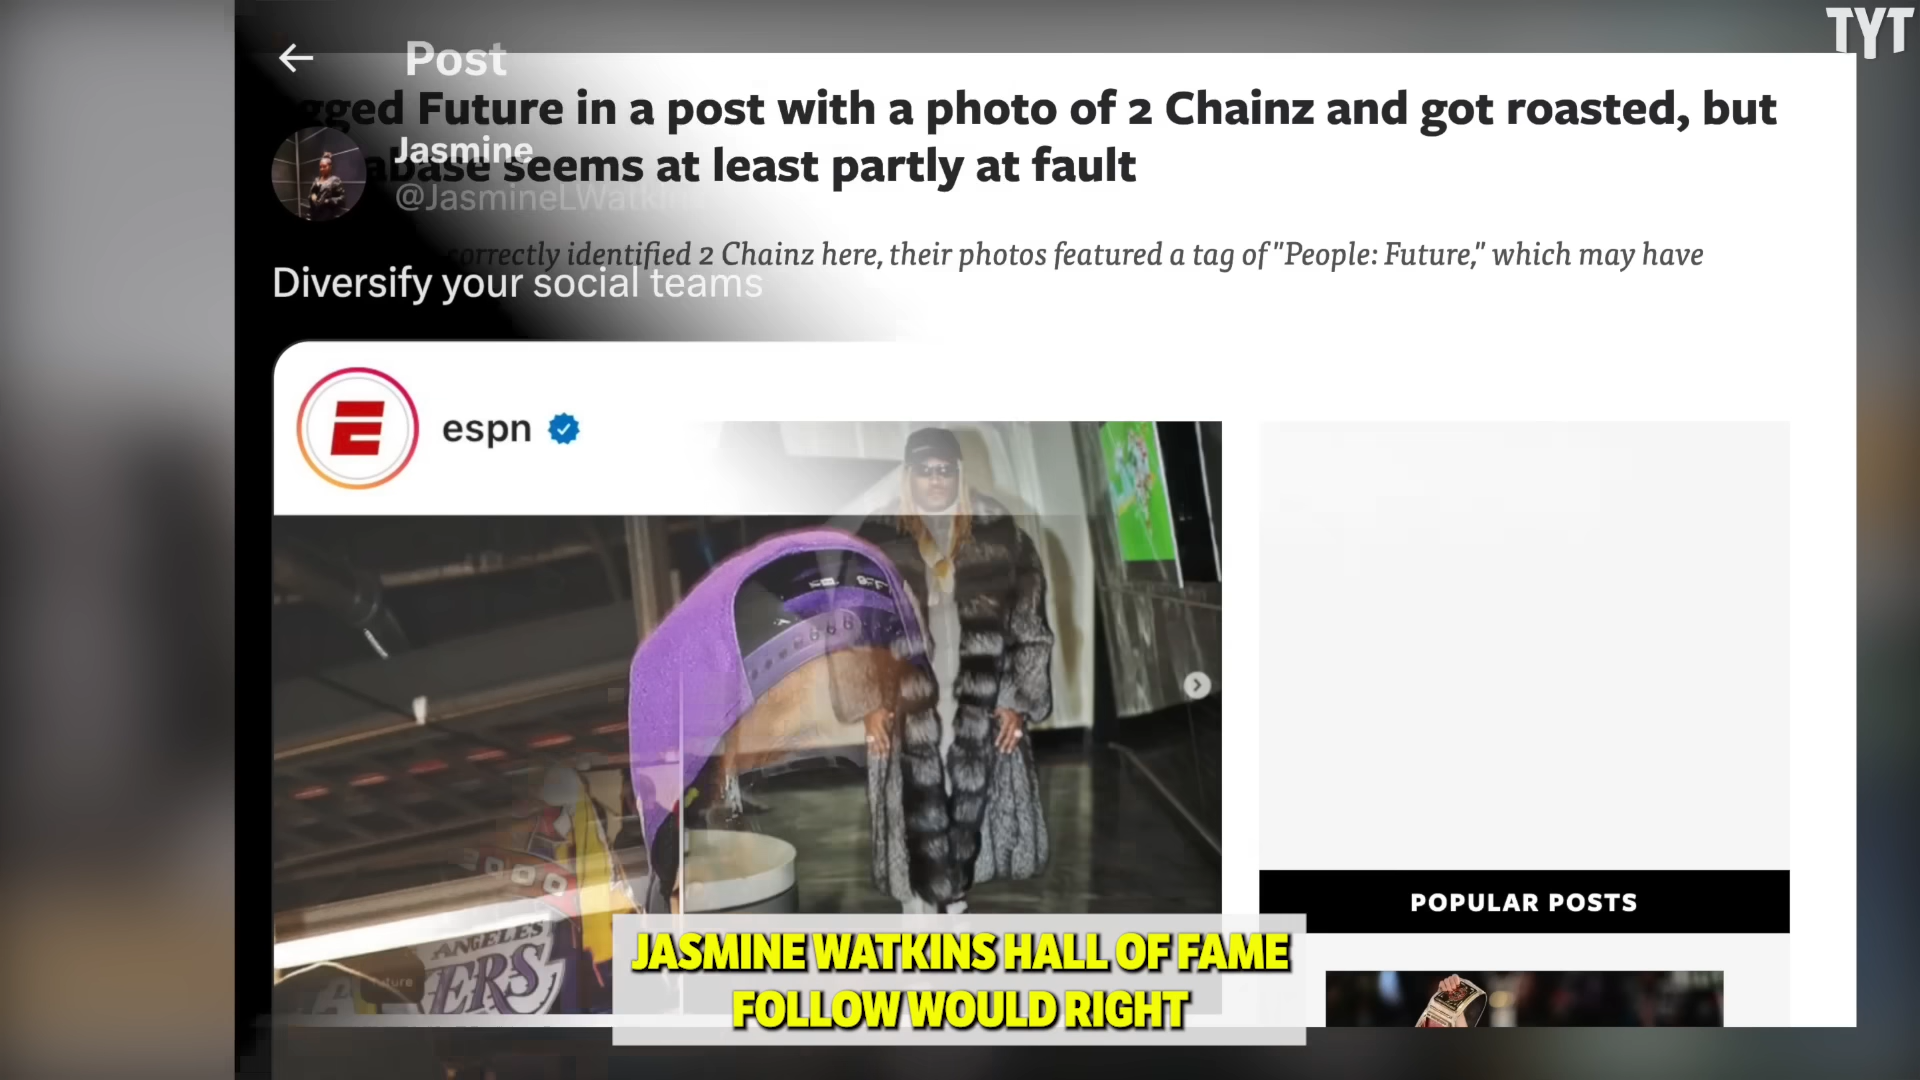 TYT
Post
Future in a post with a photo of 2 Chainz and got roasted, but
Jasmine
seems at least partly at fault
Diversify your social teams
correctly identified 2 Chainz here, their photos featured a tag of "People: Future," which may have
espn
ANGELES
POPULAR POSTS
JASMINE WATKINS HALL OF FAME
FOLLOW WOULD RIGHT